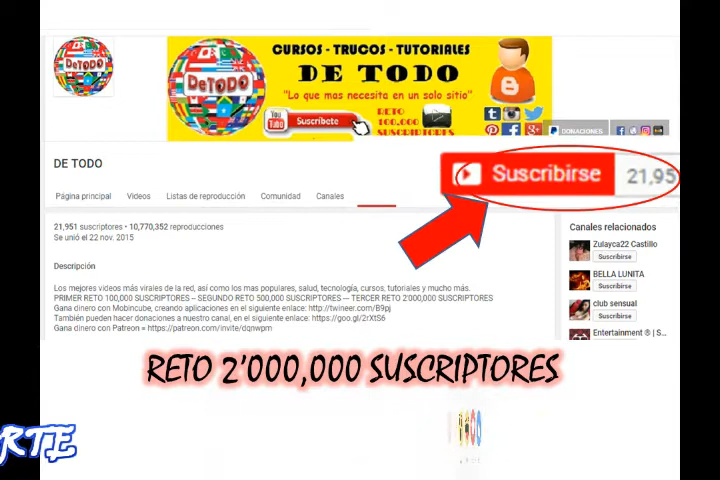 DeTODO
CURSOS - TRUCOS - TUTORIALES
DE TODO
"Lo que mas necesita en un solo sitio"
DeTODO
You Tube
Suscríbete
RETO
100,000
SUSCRIPTORES
DONACIONES
DE TODO
Suscribirse
21,95
Página principal Videos Listas de reproducción Comunidad Canales
21,951 suscriptores • 10,770,352 reproducciones
Se unió el 22 nov. 2015
Descripción
Los mejores videos más virales de la red, así como los mas populares, salud, tecnología, cursos, tutoriales y mucho más.
PRIMER RETO 100,000 SUSCRIPTORES -- SEGUNDO RETO 500,000 SUSCRIPTORES --- TERCER RETO 2'000,000 SUSCRIPTORES
Gana dinero con Mobincube, creando aplicaciones en el siguiente enlace: http://twineer.com/B9pj
También pueden hacer donaciones a nuestro canal, en el siguiente enlace: https://goo.gl/2rXtS6
Gana dinero con Patreon = https://patreon.com/invite/dqnwpm
Canales relacionados
Zulayca22 Castillo
Suscribirse
BELLA LUNITA
Suscribirse
club sensual
Suscribirse
Entertainment ® | S...
RETO 2'000,000 SUSCRIPTORES
RTE